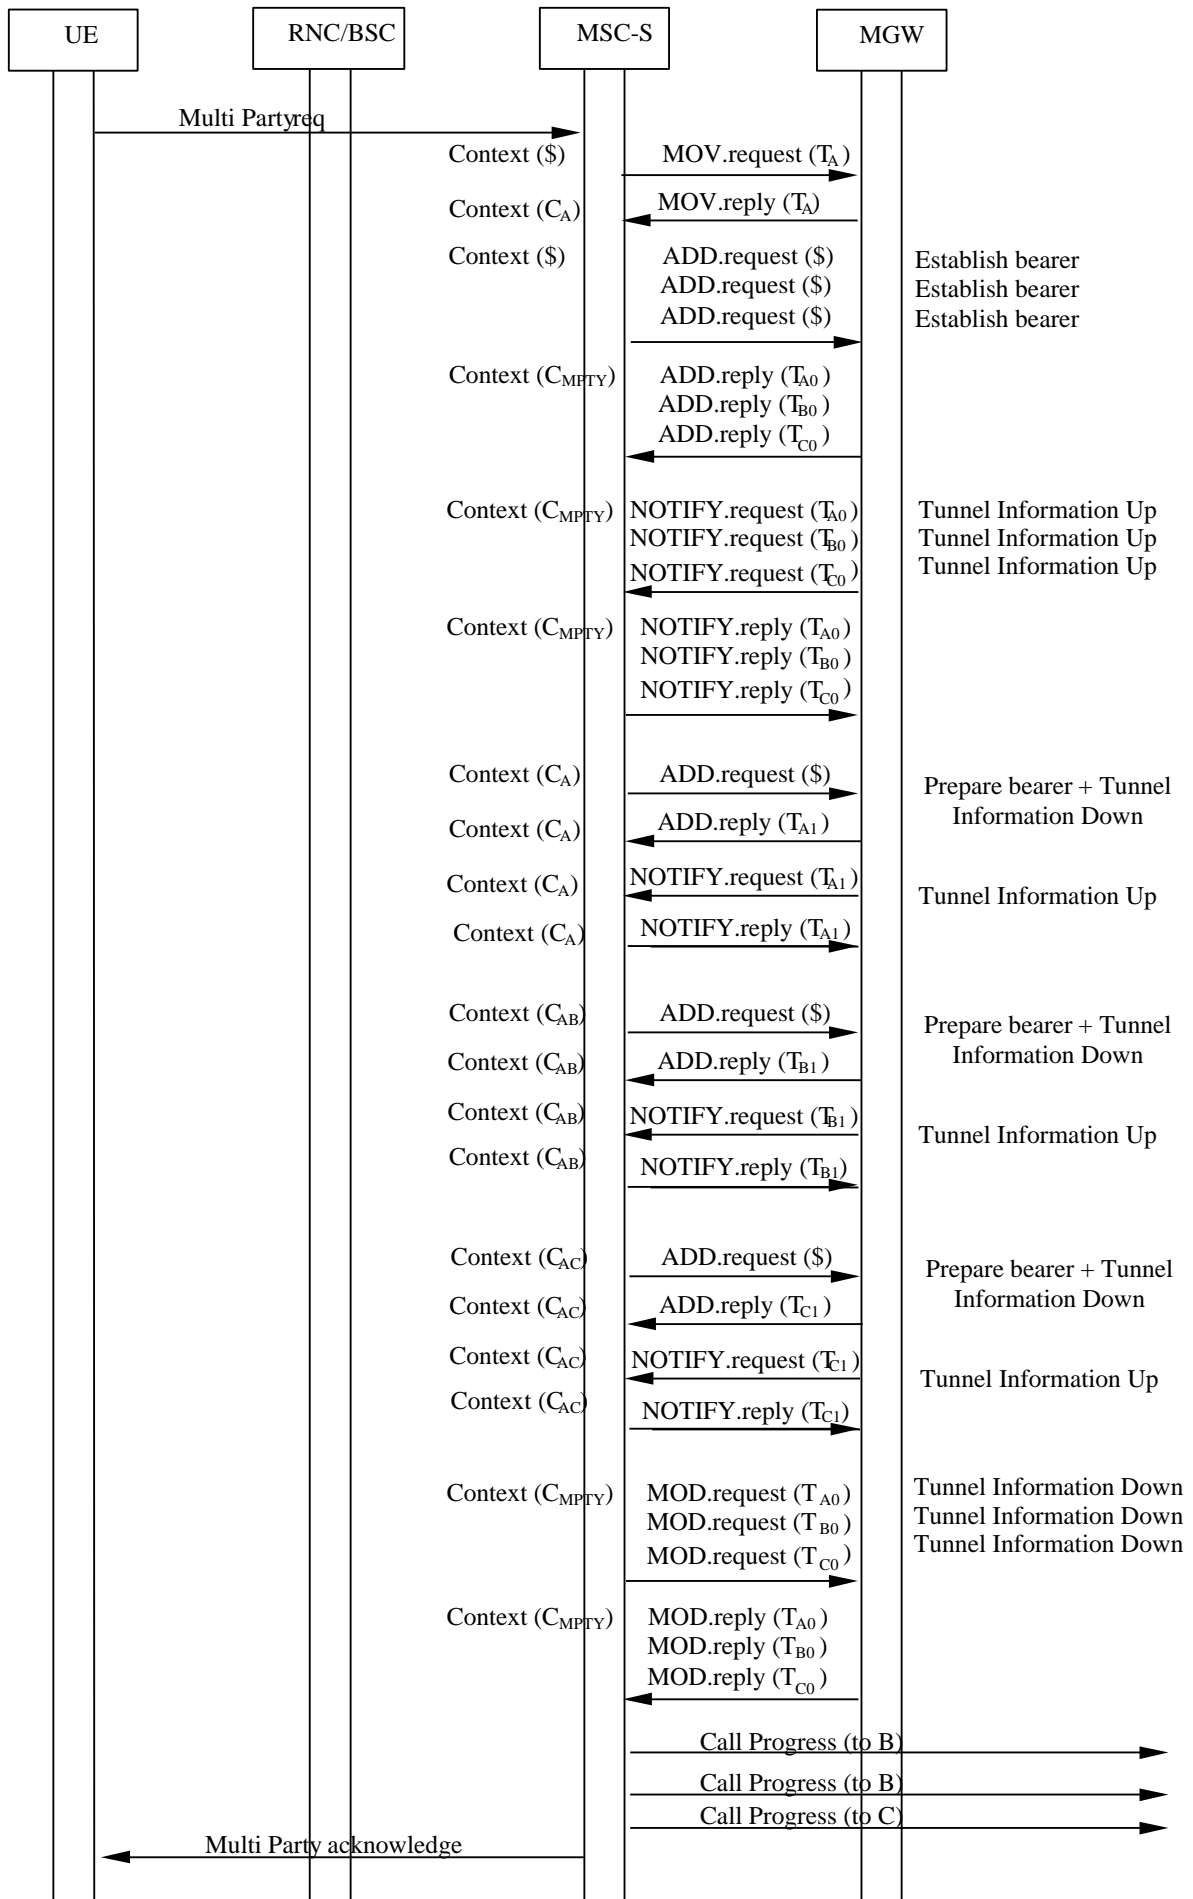 UE RNC/BSC MSC-S MGW
Multi Partyreq
Context ($) MOV.request (TA)
Context (CA) MOV.reply (TA)
Context ($) ADD.request ($) Establish bearer
ADD.request ($) Establish bearer
ADD.request ($) Establish bearer
Context (CMPTY) ADD.reply (TA0)
ADD.reply (TB0)
ADD.reply (TC0)
Context (CMPTY) NOTIFY.request (TA0) Tunnel Information Up
NOTIFY.request (TB0) Tunnel Information Up
NOTIFY.request (TC0) Tunnel Information Up
Context (CMPTY) NOTIFY.reply (TA0)
NOTIFY.reply (TB0)
NOTIFY.reply (TC0)
Context (CA) ADD.request ($) Prepare bearer + Tunnel
Information Down
Context (CA) ADD.reply (TA1)
Context (CA) NOTIFY.request (TA1) Tunnel Information Up
Context (CA) NOTIFY.reply (TA1)
Context (CAB) ADD.request ($) Prepare bearer + Tunnel
Information Down
Context (CAB) ADD.reply (TB1)
Context (CAB) NOTIFY.request (TB1) Tunnel Information Up
Context (CAB) NOTIFY.reply (TB1)
Context (CAC) ADD.request ($) Prepare bearer + Tunnel
Information Down
Context (CAC) ADD.reply (TC1)
Context (CAC) NOTIFY.request (TC1) Tunnel Information Up
Context (CAC) NOTIFY.reply (TC1)
Context (CMPTY) MOD.request (TA0) Tunnel Information Down
MOD.request (TB0) Tunnel Information Down
MOD.request (TC0) Tunnel Information Down
Context (CMPTY) MOD.reply (TA0)
MOD.reply (TB0)
MOD.reply (TC0)
Call Progress (to B)
Call Progress (to B)
Call Progress (to C)
Multi Party acknowledge